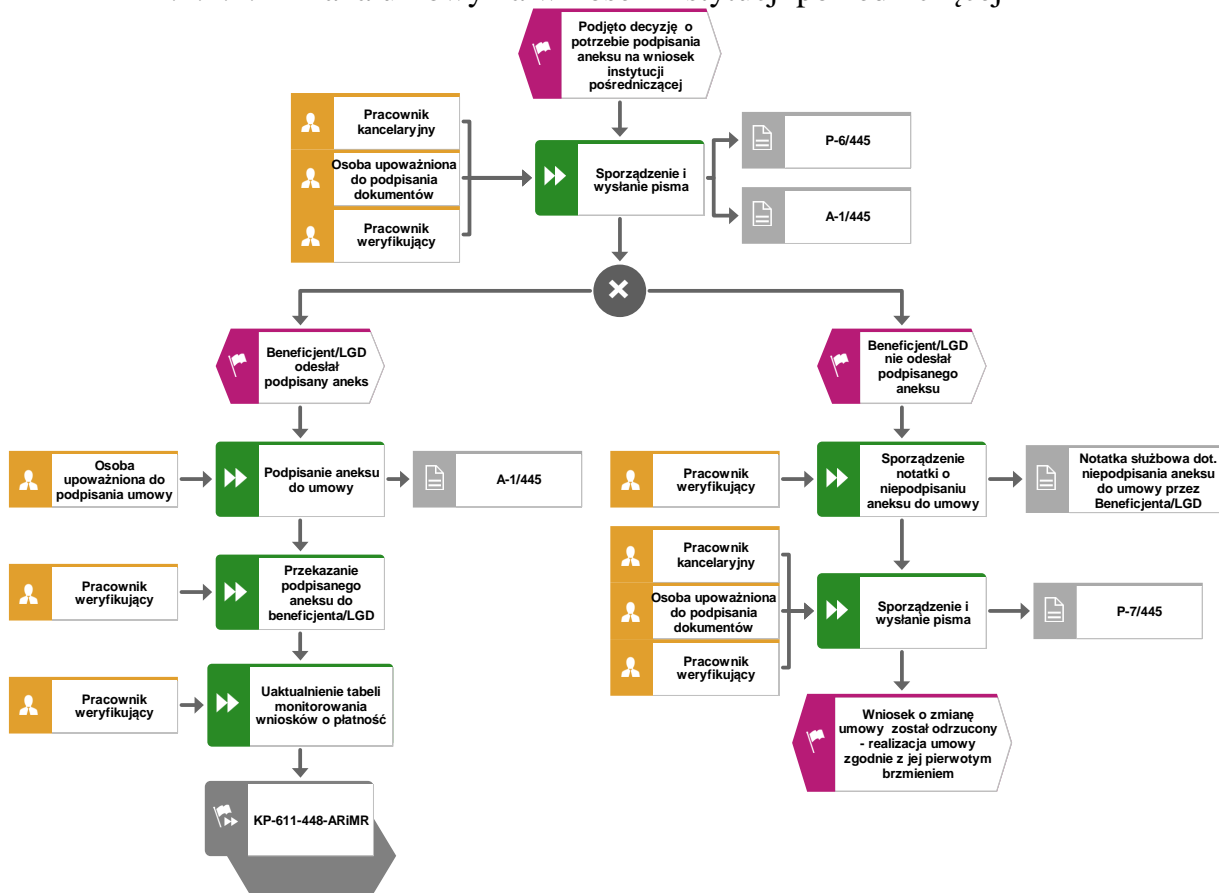 Podjęto decyzję o
potrzebie podpisania
aneksu na wniosek
instytucji
pośredniczącej
Pracownik
kancelaryjny
Osoba upoważniona
do podpisania
dokumentów
Pracownik
weryfikujący
Sporządzenie i
wysłanie pisma
P-6/445
A-1/445
Beneficjent/LGD
odesłał
podpisany aneks
Beneficjent/LGD
nie odesłał
podpisanego
aneksu
Osoba
upoważniona do
podpisania umowy
Podpisanie aneksu
do umowy
A-1/445
Pracownik
weryfikujący
Sporządzenie
notatki o
niepodpisaniu
aneksu do umowy
Notatka służbowa dot.
niepodpisania aneksu
do umowy przez
Beneficjenta/LGD
Pracownik
weryfikujący
Przekazanie
podpisanego
aneksu do
beneficjenta/LGD
Pracownik
kancelaryjny
Osoba upoważniona
do podpisania
dokumentów
Pracownik
weryfikujący
Sporządzenie i
wysłanie pisma
P-7/445
Pracownik
weryfikujący
Uaktualnienie tabeli
monitorowania
wniosków o płatność
Wniosek o zmianę
umowy został odrzucony
- realizacja umowy
zgodnie z jej pierwotym
brzmieniem
KP-611-448-ARiMR